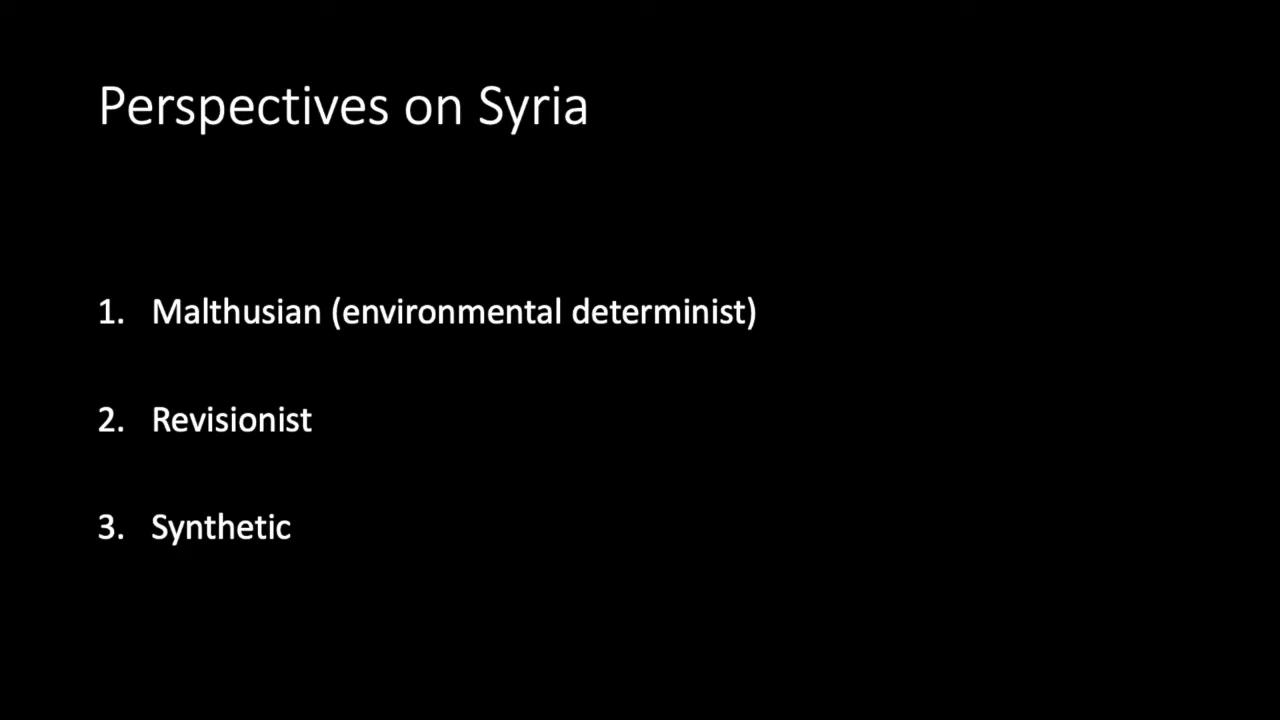 Perspectives on Syria
1. Malthusian (environmental determinist)
2. Revisionist
3. Synthetic